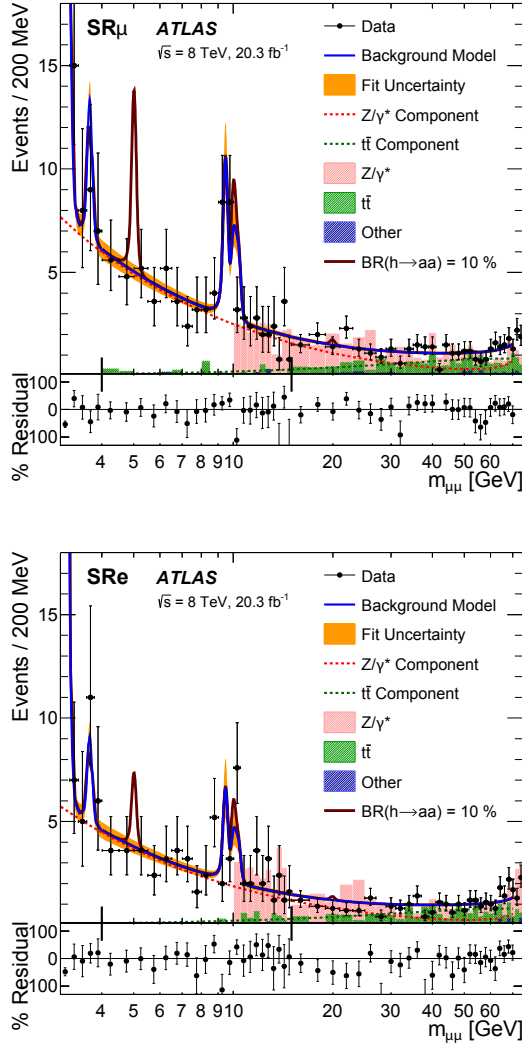 SRμ ATLAS
√s = 8 TeV, 20.3 fb⁻¹
Data
Background Model
Fit Uncertainty
Z/γ* Component
tt̄ Component
Z/γ*
tt̄
Other
BR(h→aa) = 10 %
Events / 200 MeV
15
10
5
% Residual
100
0
100
4 5 6 7 8 9 10 20 30 40 50 60
m_μμ [GeV]
SRe ATLAS
√s = 8 TeV, 20.3 fb⁻¹
Data
Background Model
Fit Uncertainty
Z/γ* Component
tt̄ Component
Z/γ*
tt̄
Other
BR(h→aa) = 10 %
Events / 200 MeV
15
10
5
% Residual
100
0
100
4 5 6 7 8 9 10 20 30 40 50 60
m_μμ [GeV]